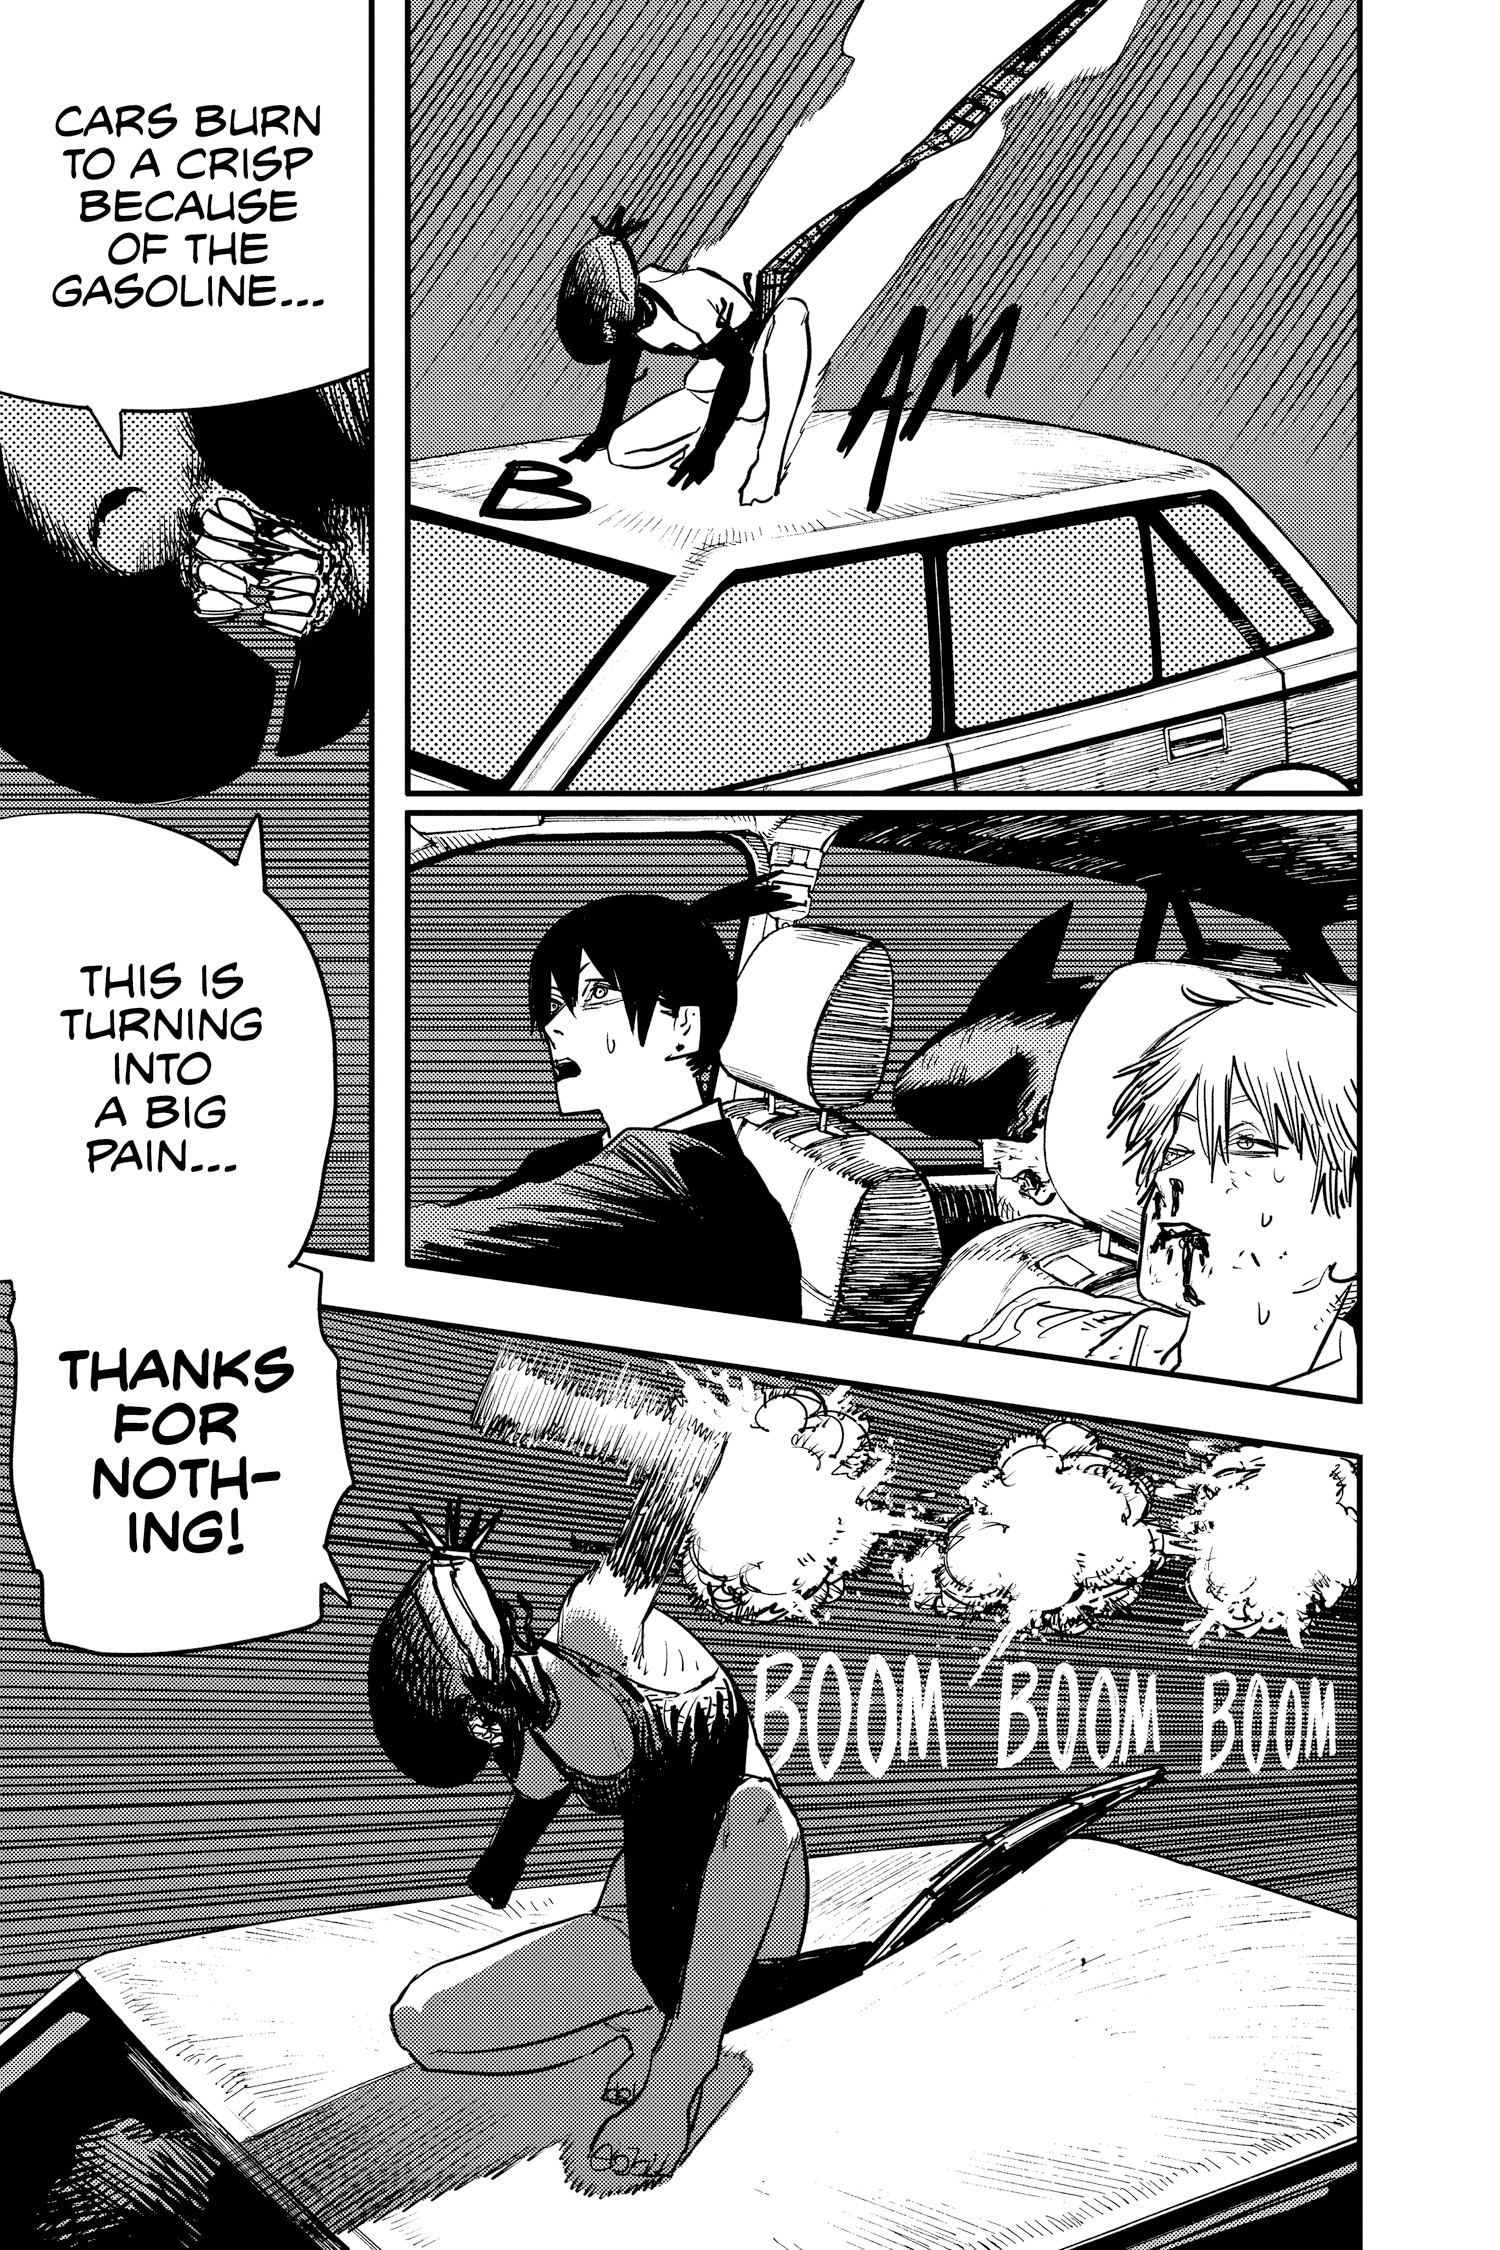 BAM
CARS BURN
TO A CRISP
BECAUSE
OF THE
GASOLINE...
THIS IS
TURNING
INTO
A BIG
PAIN...
THANKS
FOR
NOTH-
ING!
BOOM BOOM BOOM